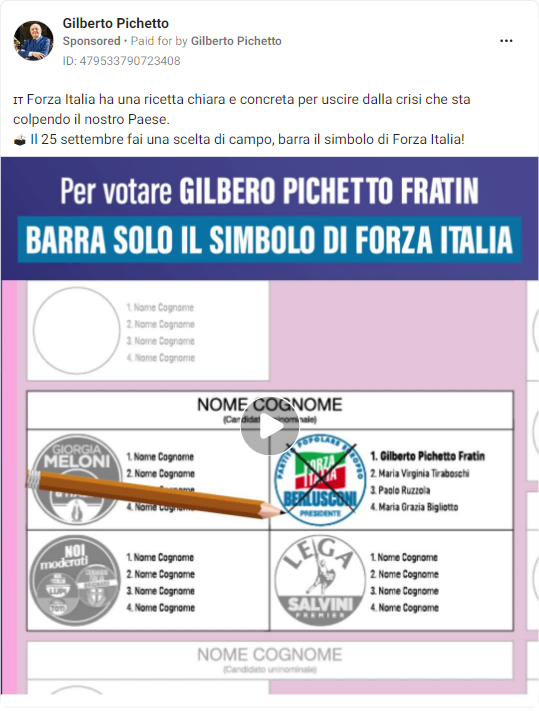 Gilberto Pichetto
Sponsored • Paid for by Gilberto Pichetto
ID: 479533790723408
IT Forza Italia ha una ricetta chiara e concreta per uscire dalla crisi che sta
colpendo il nostro Paese.
🗳️ Il 25 settembre fai una scelta di campo, barra il simbolo di Forza Italia!
Per votare GILBERO PICHETTO FRATIN
BARRA SOLO IL SIMBOLO DI FORZA ITALIA
1. Nome Cognome
2. Nome Cognome
3. Nome Cognome
4. Nome Cognome
NOME COGNOME
(Candidato uninominale)
GIORGIA
MELONI
1. Nome Cognome
2. Nome Cognome
4. Nome Cognome
PARTITO POPOLARE EUROPEO
FORZA
ITALIA
BERLUSCONI
PRESIDENTE
1. Gilberto Pichetto Fratin
2. Maria Virginia Tiraboschi
3. Paolo Ruzzola
4. Maria Grazia Bigliotto
NOI
moderati
LUPI
TOTI
1. Nome Cognome
2. Nome Cognome
3. Nome Cognome
4. Nome Cognome
LEGA
SALVINI
PREMIER
1. Nome Cognome
2. Nome Cognome
3. Nome Cognome
4. Nome Cognome
NOME COGNOME
(Candidato uninominale)